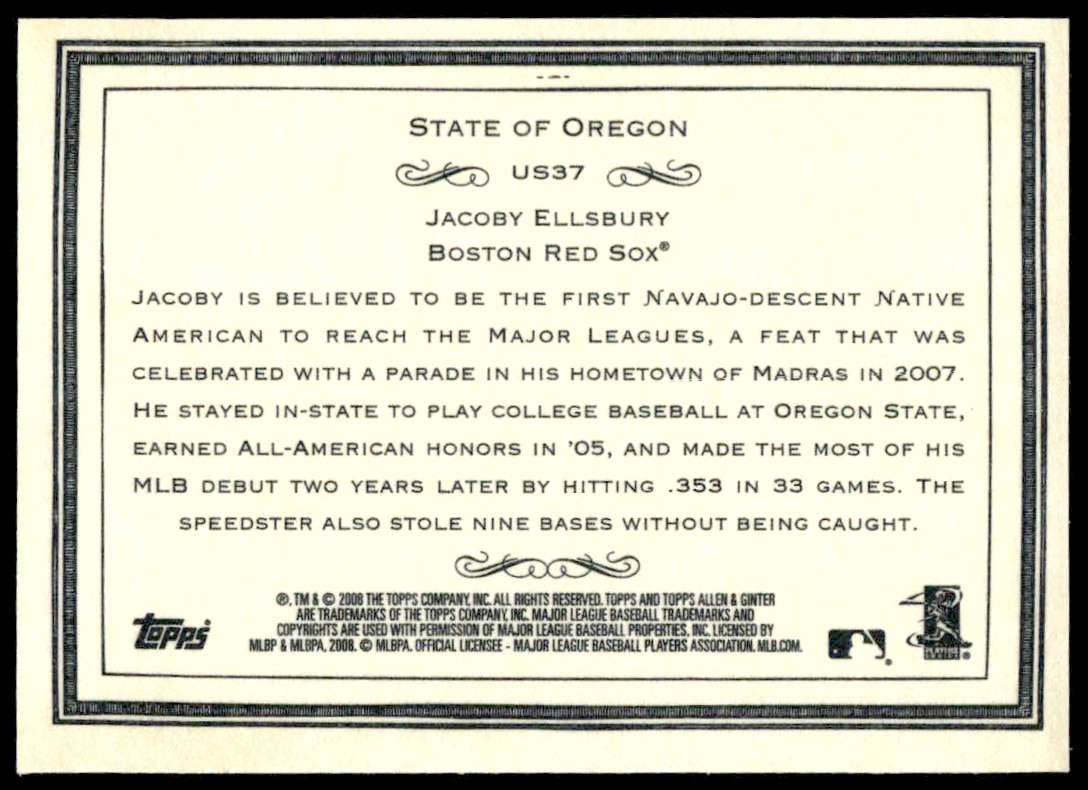 State of Oregon
US37
Jacoby Ellsbury
Boston Red Sox®
Jacoby is believed to be the first Navajo-descent Native
American to reach the Major Leagues, a feat that was
celebrated with a parade in his hometown of Madras in 2007.
He stayed in-state to play college baseball at Oregon State,
earned All-American honors in '05, and made the most of his
MLB debut two years later by hitting .353 in 33 games. The
speedster also stole nine bases without being caught.
®, TM & © 2008 THE TOPPS COMPANY, INC. ALL RIGHTS RESERVED. TOPPS AND TOPPS ALLEN & GINTER
ARE TRADEMARKS OF THE TOPPS COMPANY, INC. MAJOR LEAGUE BASEBALL TRADEMARKS AND
COPYRIGHTS ARE USED WITH PERMISSION OF MAJOR LEAGUE BASEBALL PROPERTIES, INC. LICENSED BY
MLBP & MLBPA, 2008. © MLBPA. OFFICIAL LICENSEE - MAJOR LEAGUE BASEBALL PLAYERS ASSOCIATION. MLB.COM.
Topps
PLAYERS